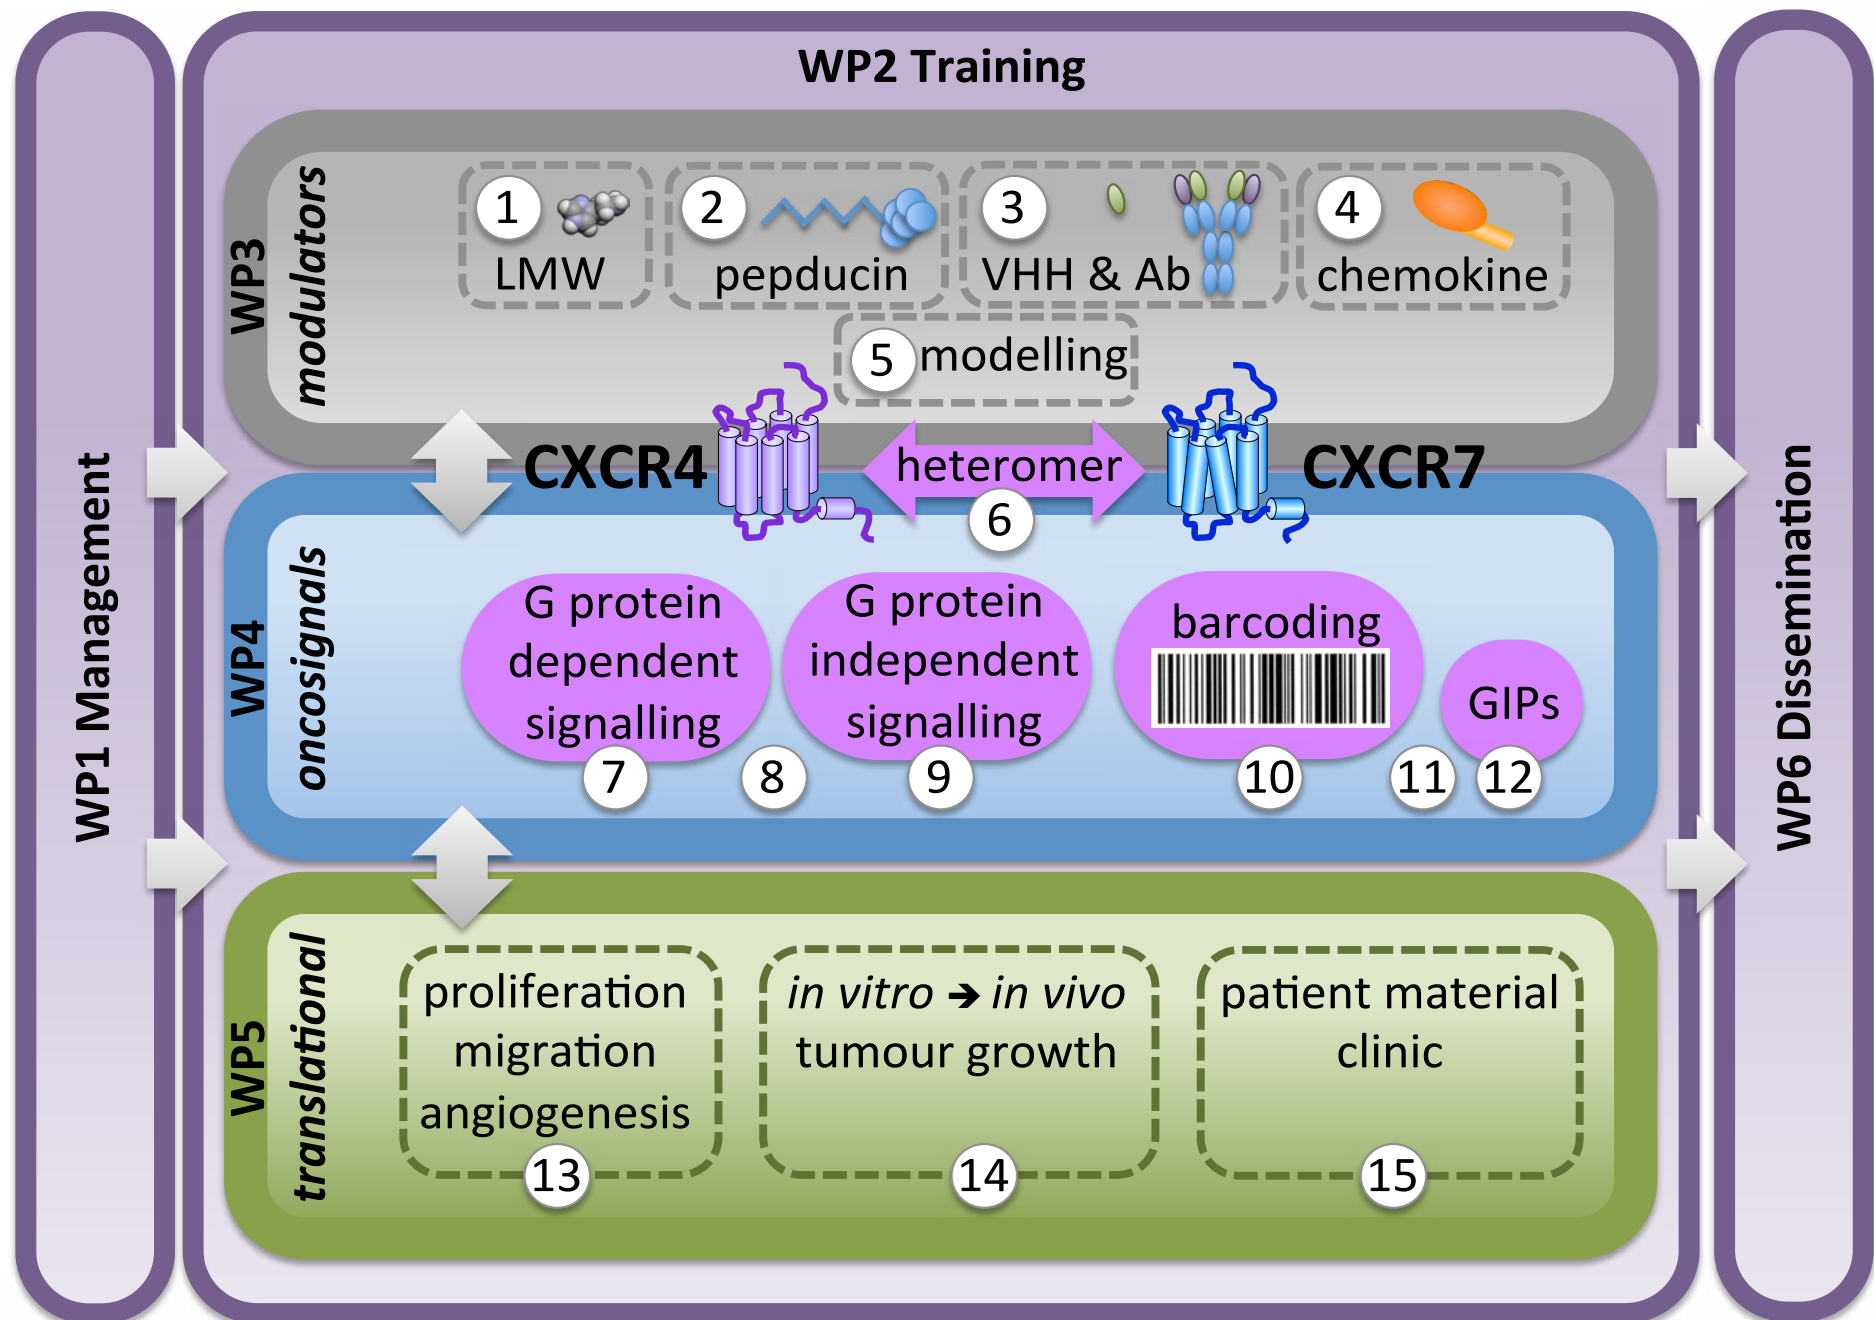 WP1 Management
WP2 Training
WP3
modulators
1
LMW
2
pepducin
3
VHH & Ab
4
chemokine
5 modelling
CXCR4
heteromer
6
CXCR7
WP4
oncosignals
G protein
dependent
signalling
7
8
G protein
independent
signalling
9
barcoding
10
11
GIPs
12
WP5
translational
proliferation
migration
angiogenesis
13
in vitro ➔ in vivo
tumour growth
14
patient material
clinic
15
WP6 Dissemination